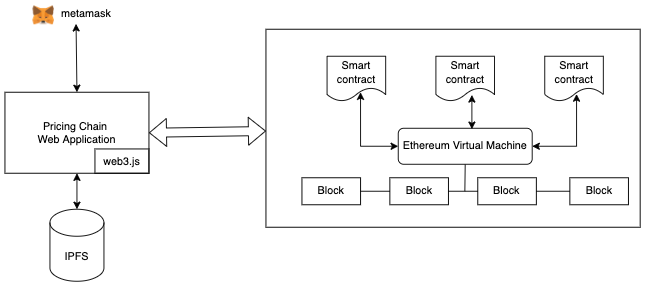 metamask
Pricing Chain
Web Application
web3.js
IPFS
Smart
contract
Smart
contract
Smart
contract
Ethereum Virtual Machine
Block
Block
Block
Block